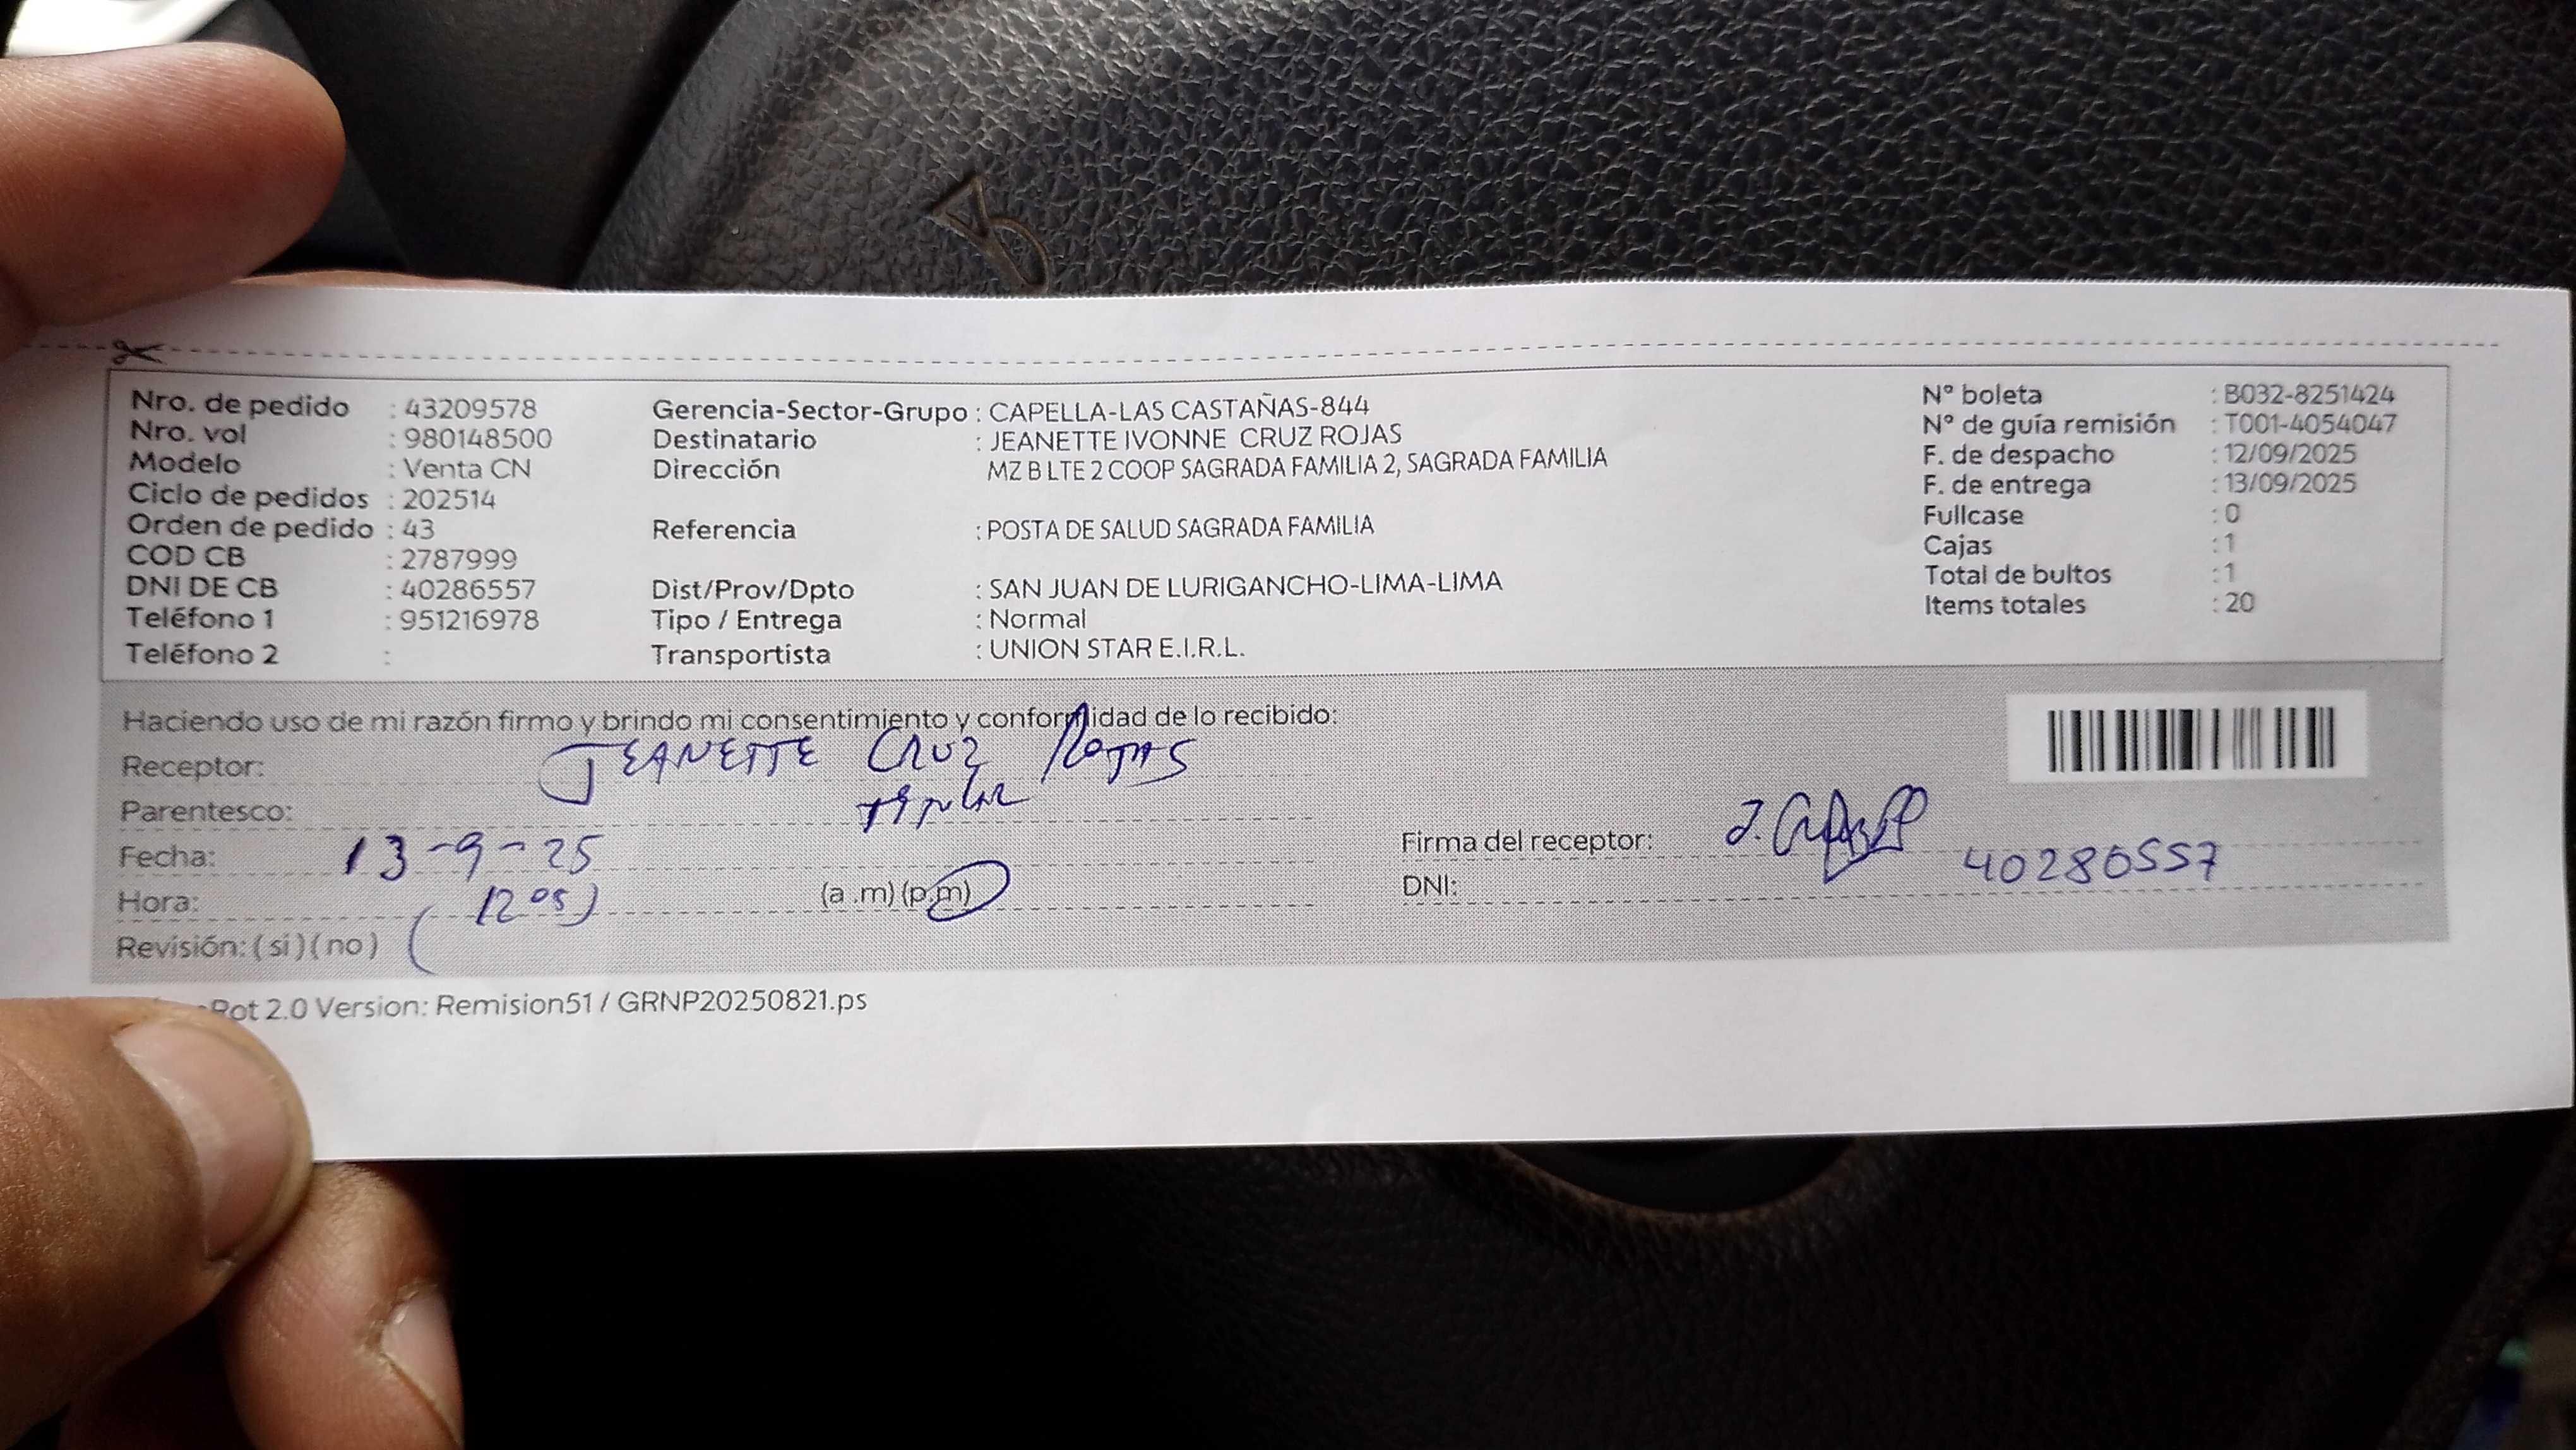 Nro. de pedido : 43209578
Nro. vol : 980148500
Modelo : Venta CN
Ciclo de pedidos : 202514
Orden de pedido : 43
COD CB : 2787999
DNI DE CB : 40286557
Teléfono 1 : 951216978
Teléfono 2 :
Gerencia-Sector-Grupo : CAPELLA-LAS CASTAÑAS-844
Destinatario : JEANETTE IVONNE CRUZ ROJAS
Dirección MZ B LTE 2 COOP SAGRADA FAMILIA 2, SAGRADA FAMILIA
Referencia : POSTA DE SALUD SAGRADA FAMILIA
Dist/Prov/Dpto : SAN JUAN DE LURIGANCHO-LIMA-LIMA
Tipo / Entrega : Normal
Transportista : UNION STAR E.I.R.L.
N° boleta : B032-8251424
N° de guía remisión : T001-4054047
F. de despacho : 12/09/2025
F. de entrega : 13/09/2025
Fullcase : 0
Cajas : 1
Total de bultos : 1
Items totales : 20
Haciendo uso de mi razón firmo y brindo mi consentimiento y conformidad de lo recibido:
Receptor: JEANETTE CRUZ ROJAS
Parentesco: titular
Fecha: 13-9-25
Hora: (12 05) (a .m) (p.m)
Revisión: ( si ) ( no )
Firma del receptor:
DNI: 40286557
Rot 2.0 Version: Remision51 / GRNP20250821.ps